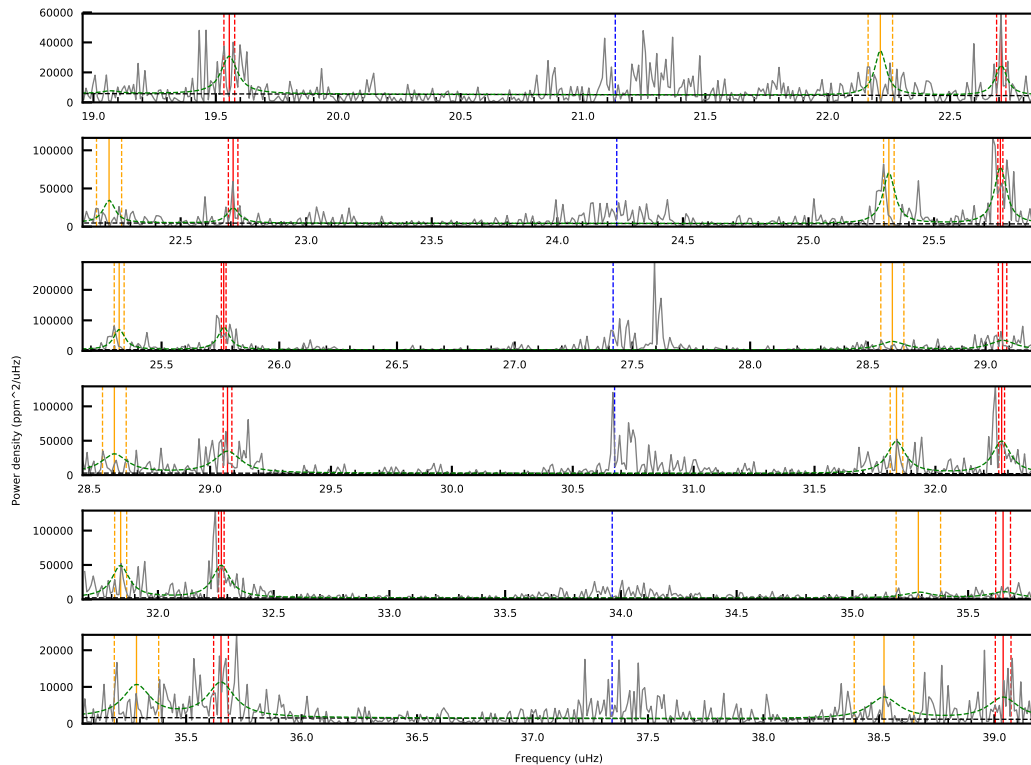 60000
40000
20000
0
19.0 19.5 20.0 20.5 21.0 21.5 22.0 22.5
100000
50000
0
22.5 23.0 23.5 24.0 24.5 25.0 25.5
200000
100000
0
25.5 26.0 26.5 27.0 27.5 28.0 28.5 29.0
Power density (ppm^2/uHz)
100000
50000
0
28.5 29.0 29.5 30.0 30.5 31.0 31.5 32.0
100000
50000
0
32.0 32.5 33.0 33.5 34.0 34.5 35.0 35.5
20000
10000
0
35.5 36.0 36.5 37.0 37.5 38.0 38.5 39.0
Frequency (uHz)